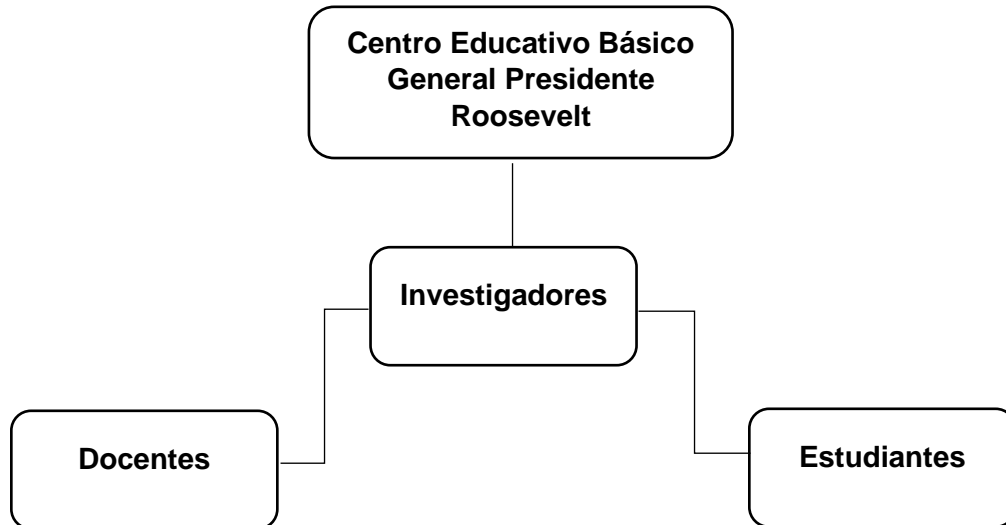 Centro Educativo Básico
General Presidente
Roosevelt
Investigadores
Docentes
Estudiantes